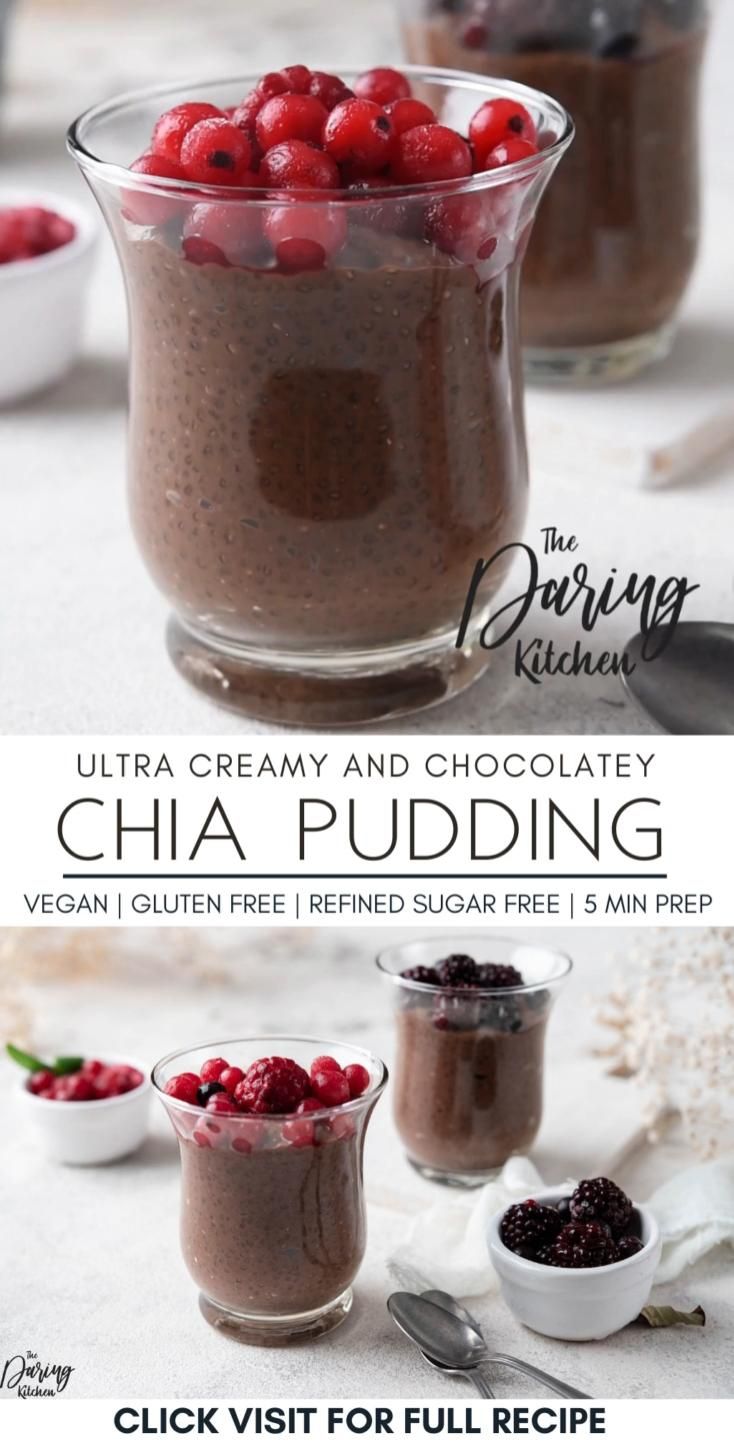 The
Daring
Kitchen
ULTRA CREAMY AND CHOCOLATEY
CHIA PUDDING
VEGAN | GLUTEN FREE | REFINED SUGAR FREE | 5 MIN PREP
The
Daring
Kitchen
CLICK VISIT FOR FULL RECIPE